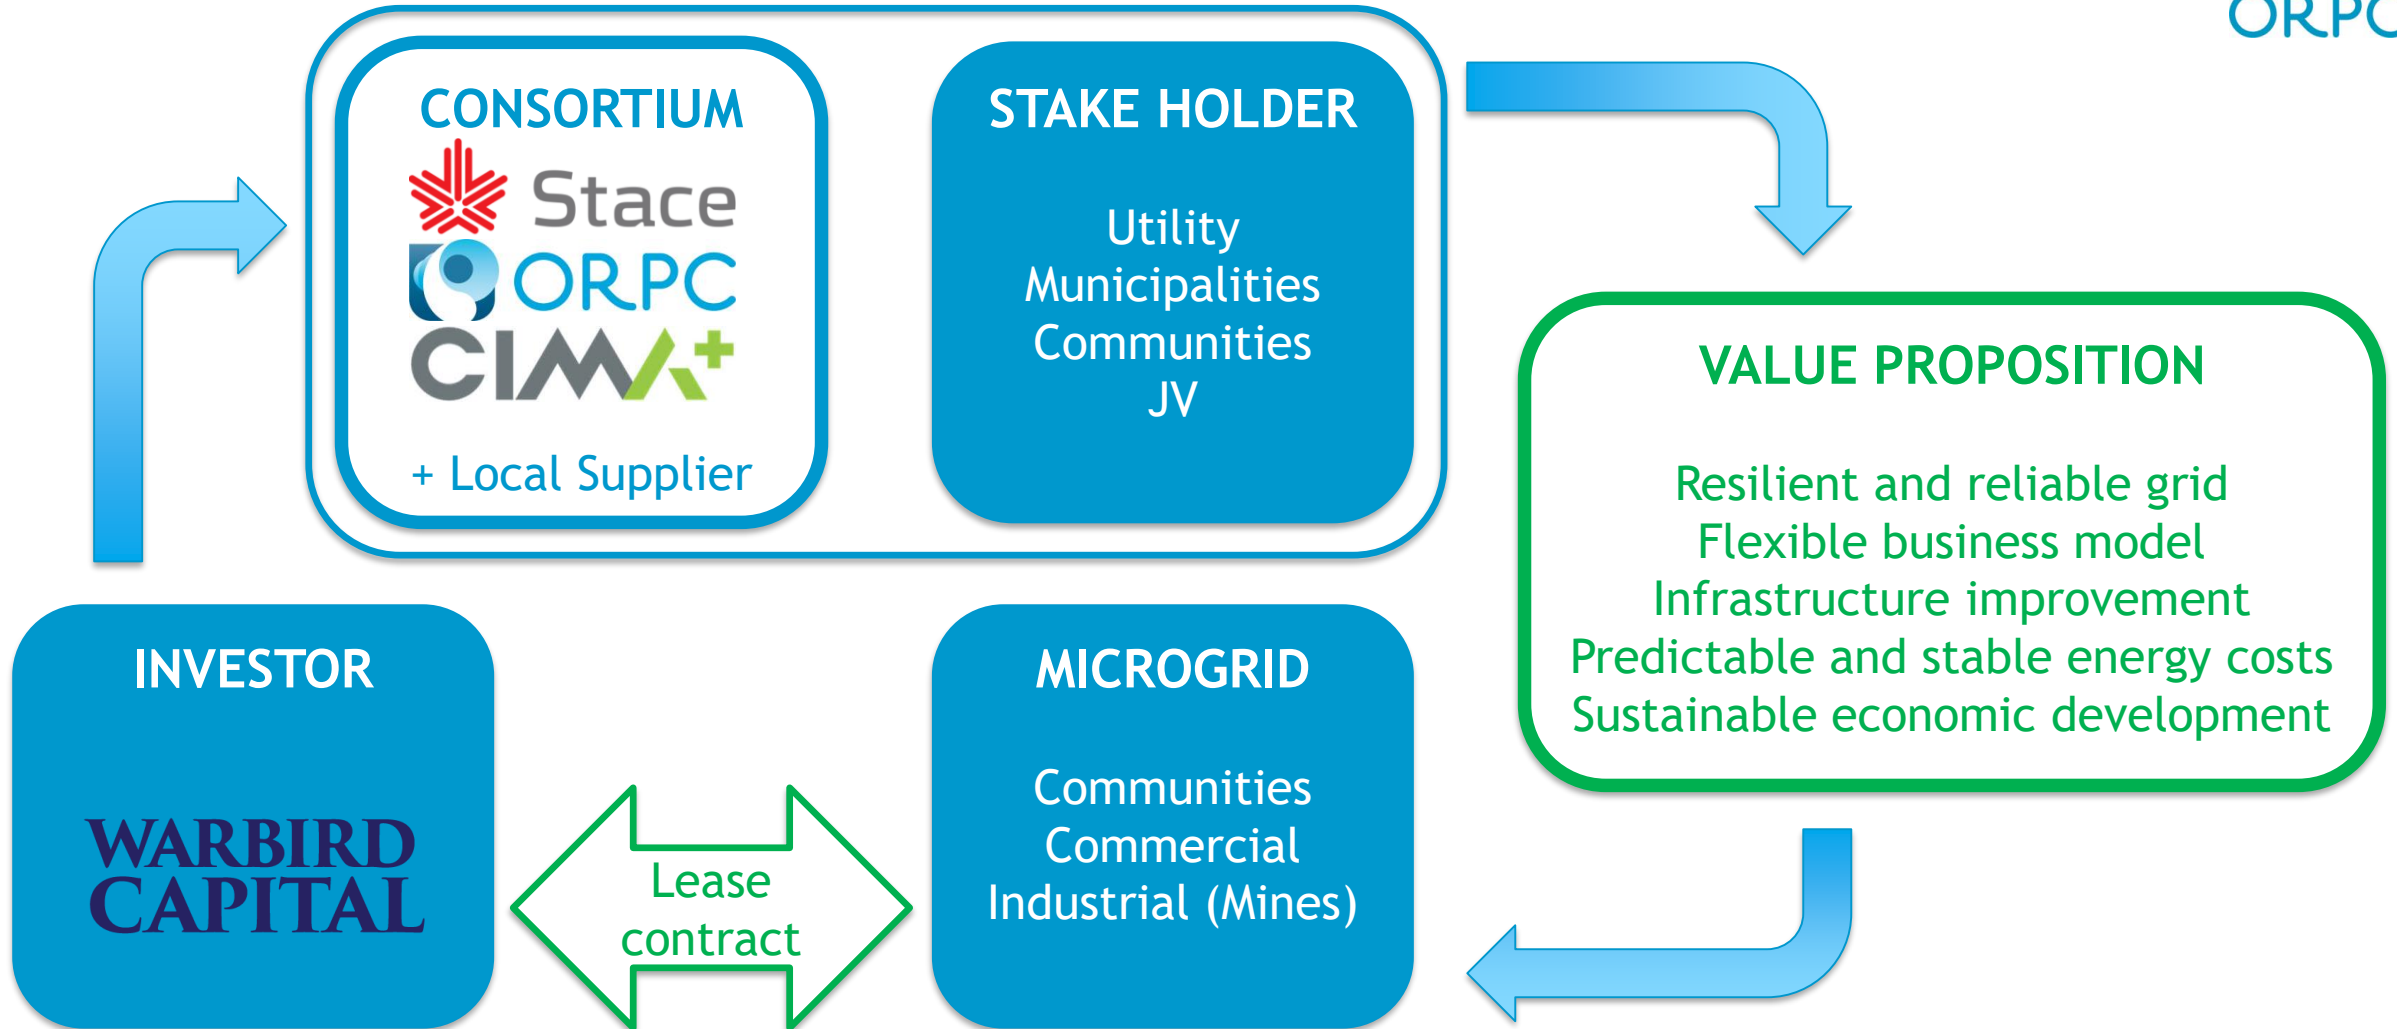 ORPC
CONSORTIUM
Stace
ORPC
CIMA+
+ Local Supplier
STAKE HOLDER
Utility
Municipalities
Communities
JV
VALUE PROPOSITION
Resilient and reliable grid
Flexible business model
Infrastructure improvement
Predictable and stable energy costs
Sustainable economic development
INVESTOR
WARBIRD
CAPITAL
Lease
contract
MICROGRID
Communities
Commercial
Industrial (Mines)